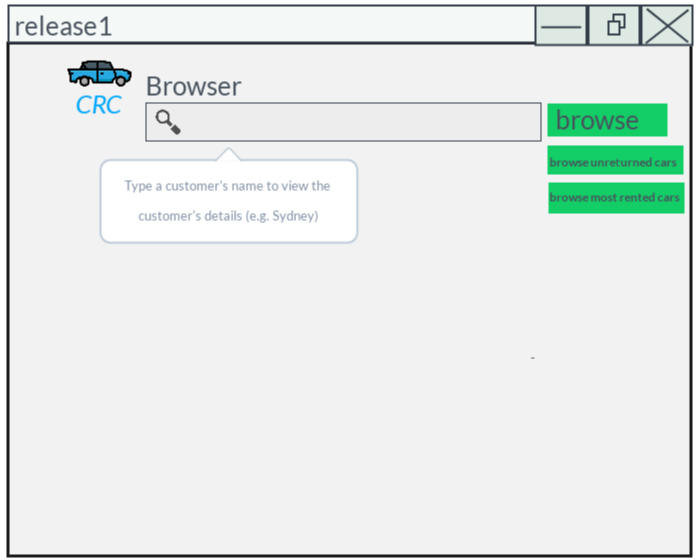 release1
CRC
Browser
browse
browse unreturned cars
browse most rented cars
Type a customer's name to view the
customer's details (e.g. Sydney)